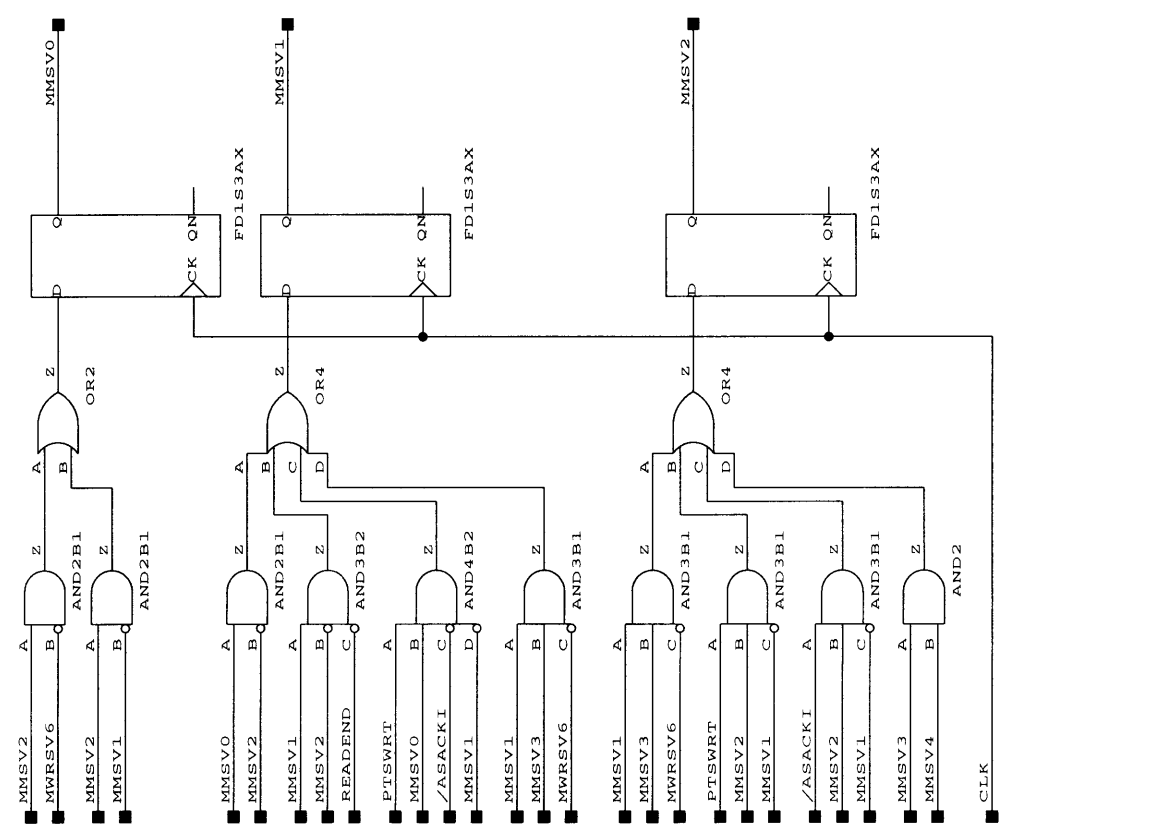 MMSV0
MMSV1
MMSV2
Q
QN
FD1S3AX
D
CK
Q
QN
FD1S3AX
D
CK
Q
QN
FD1S3AX
D
CK
Z
OR2
A
B
Z
OR4
A
B
C
D
Z
OR4
A
B
C
D
Z
AND2B1
Z
AND2B1
Z
AND2B1
Z
AND3B2
Z
AND4B2
Z
AND3B1
Z
AND3B1
Z
AND3B1
Z
AND3B1
Z
AND2
A
B
A
B
A
B
A
B
C
A
B
C
D
A
B
C
A
B
C
A
B
C
A
B
C
A
B
MMSV2
MWRSV6
MMSV2
MMSV1
MMSV0
MMSV2
MMSV1
MMSV2
READEND
PTSWRT
MMSV0
/ASACKI
MMSV1
MMSV1
MMSV3
MWRSV6
MMSV1
MMSV3
MWRSV6
PTSWRT
MMSV2
MMSV1
/ASACKI
MMSV2
MMSV1
MMSV3
MMSV4
CLK